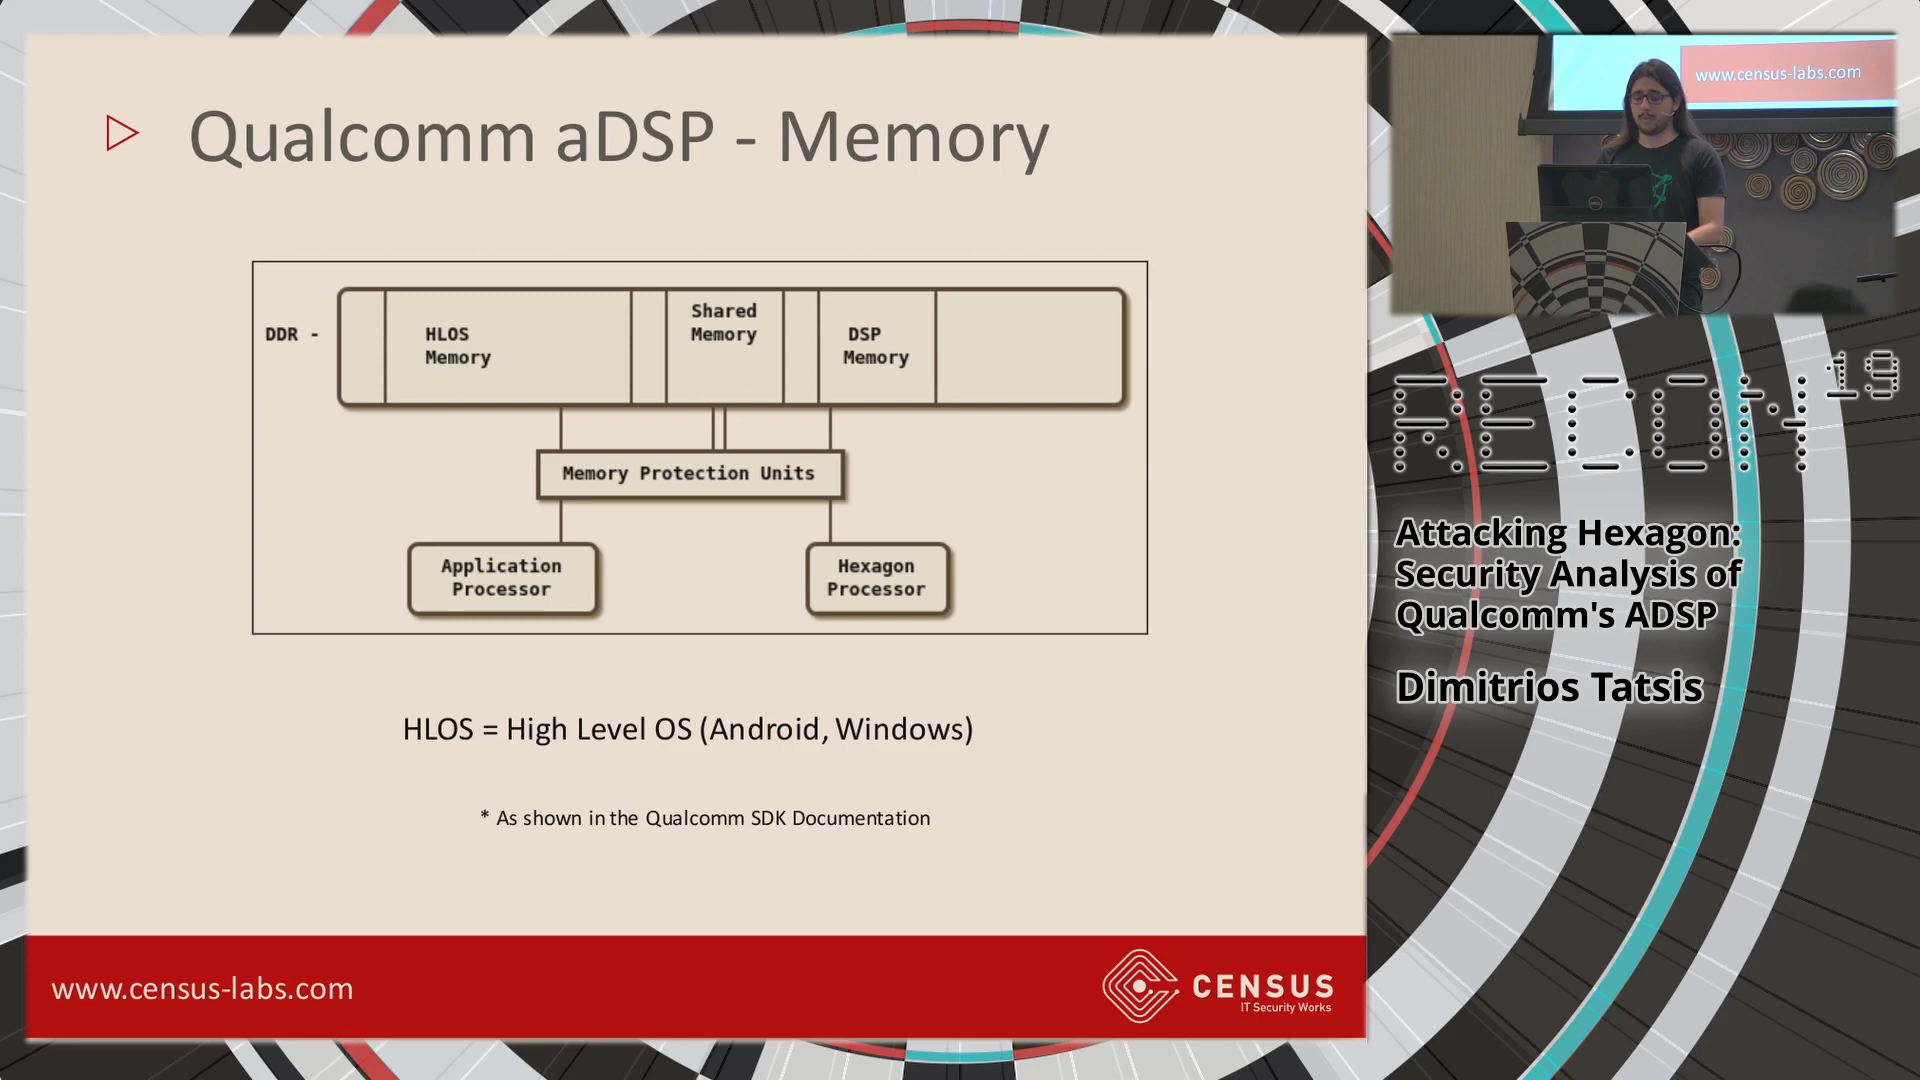 Qualcomm aDSP - Memory
DDR -
HLOS
Memory
Shared
Memory
DSP
Memory
Memory Protection Units
Application
Processor
Hexagon
Processor
HLOS = High Level OS (Android, Windows)
* As shown in the Qualcomm SDK Documentation
www.census-labs.com
CENSUS
IT Security Works
www.census-labs.com
RECON19
Attacking Hexagon:
Security Analysis of
Qualcomm's ADSP
Dimitrios Tatsis